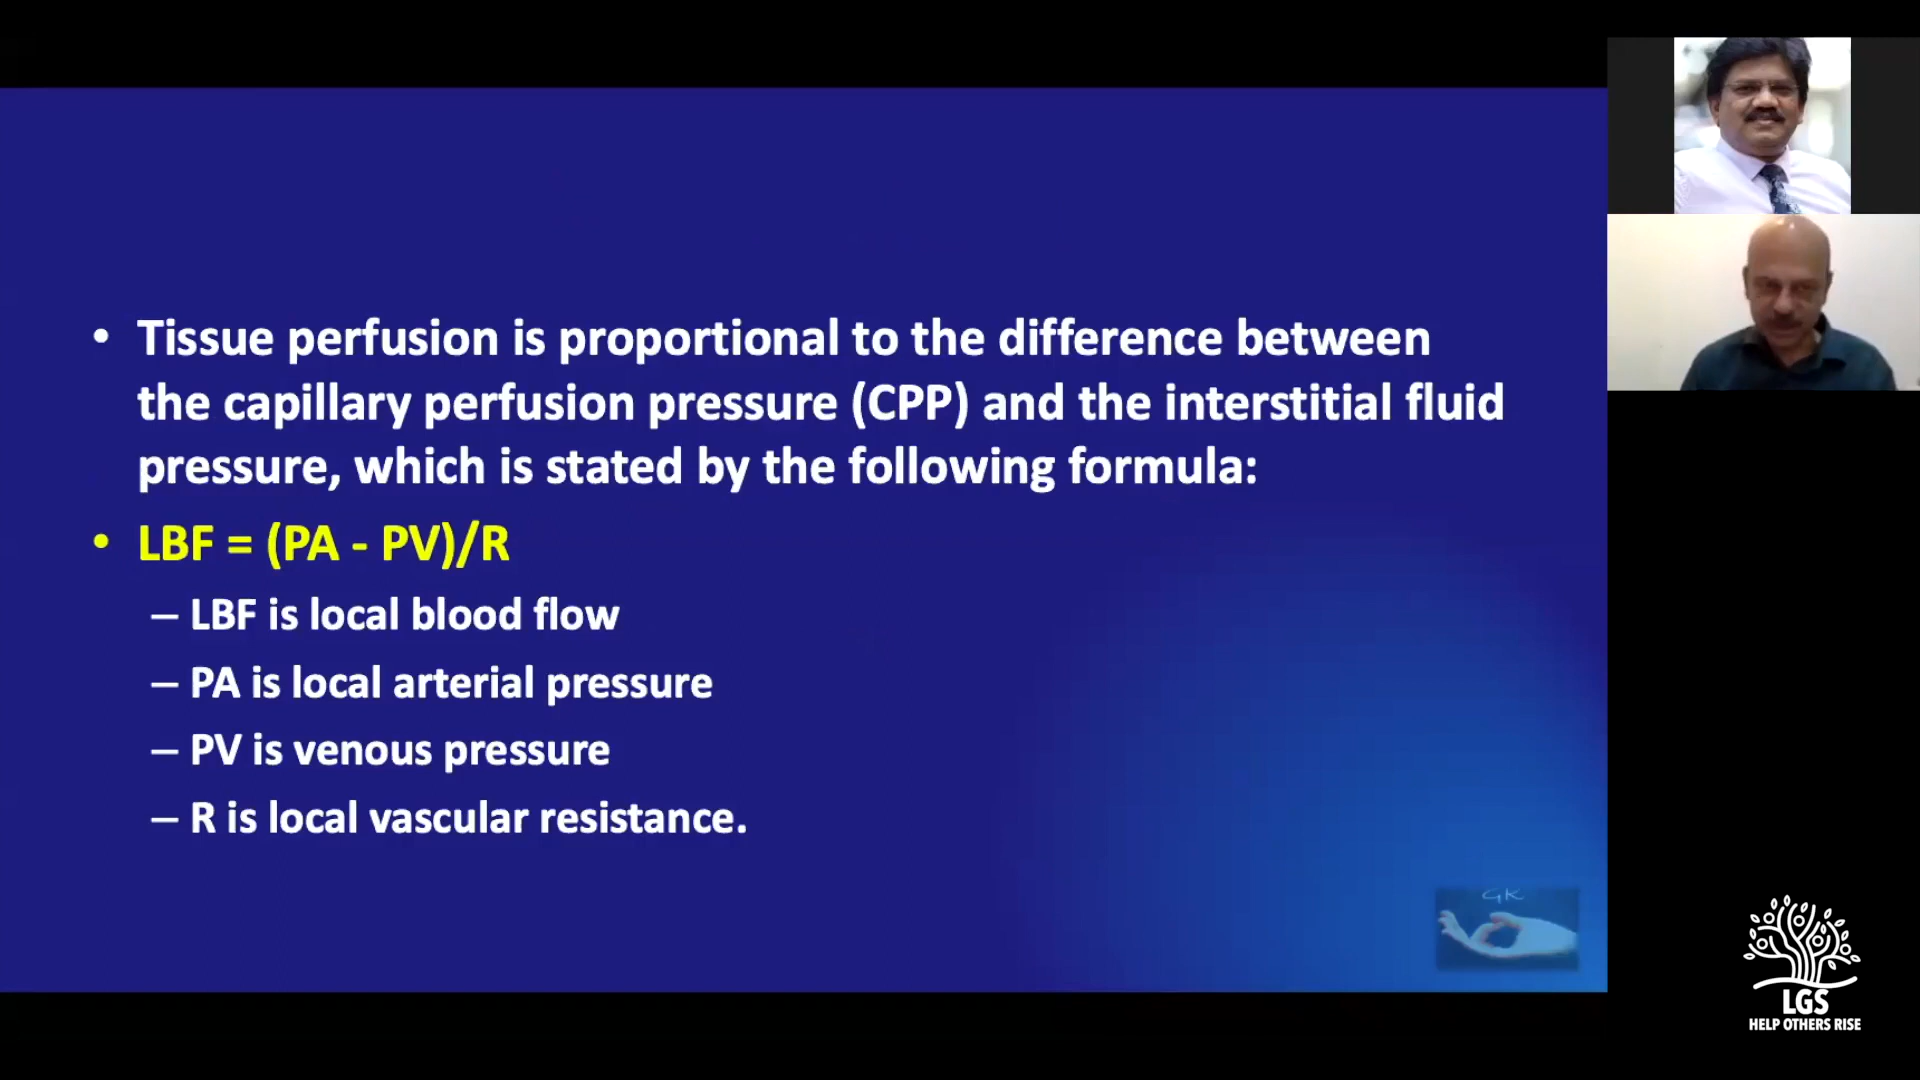 • Tissue perfusion is proportional to the difference between
the capillary perfusion pressure (CPP) and the interstitial fluid
pressure, which is stated by the following formula:
• LBF = (PA - PV)/R
– LBF is local blood flow
– PA is local arterial pressure
– PV is venous pressure
– R is local vascular resistance.
GK
LGS
HELP OTHERS RISE